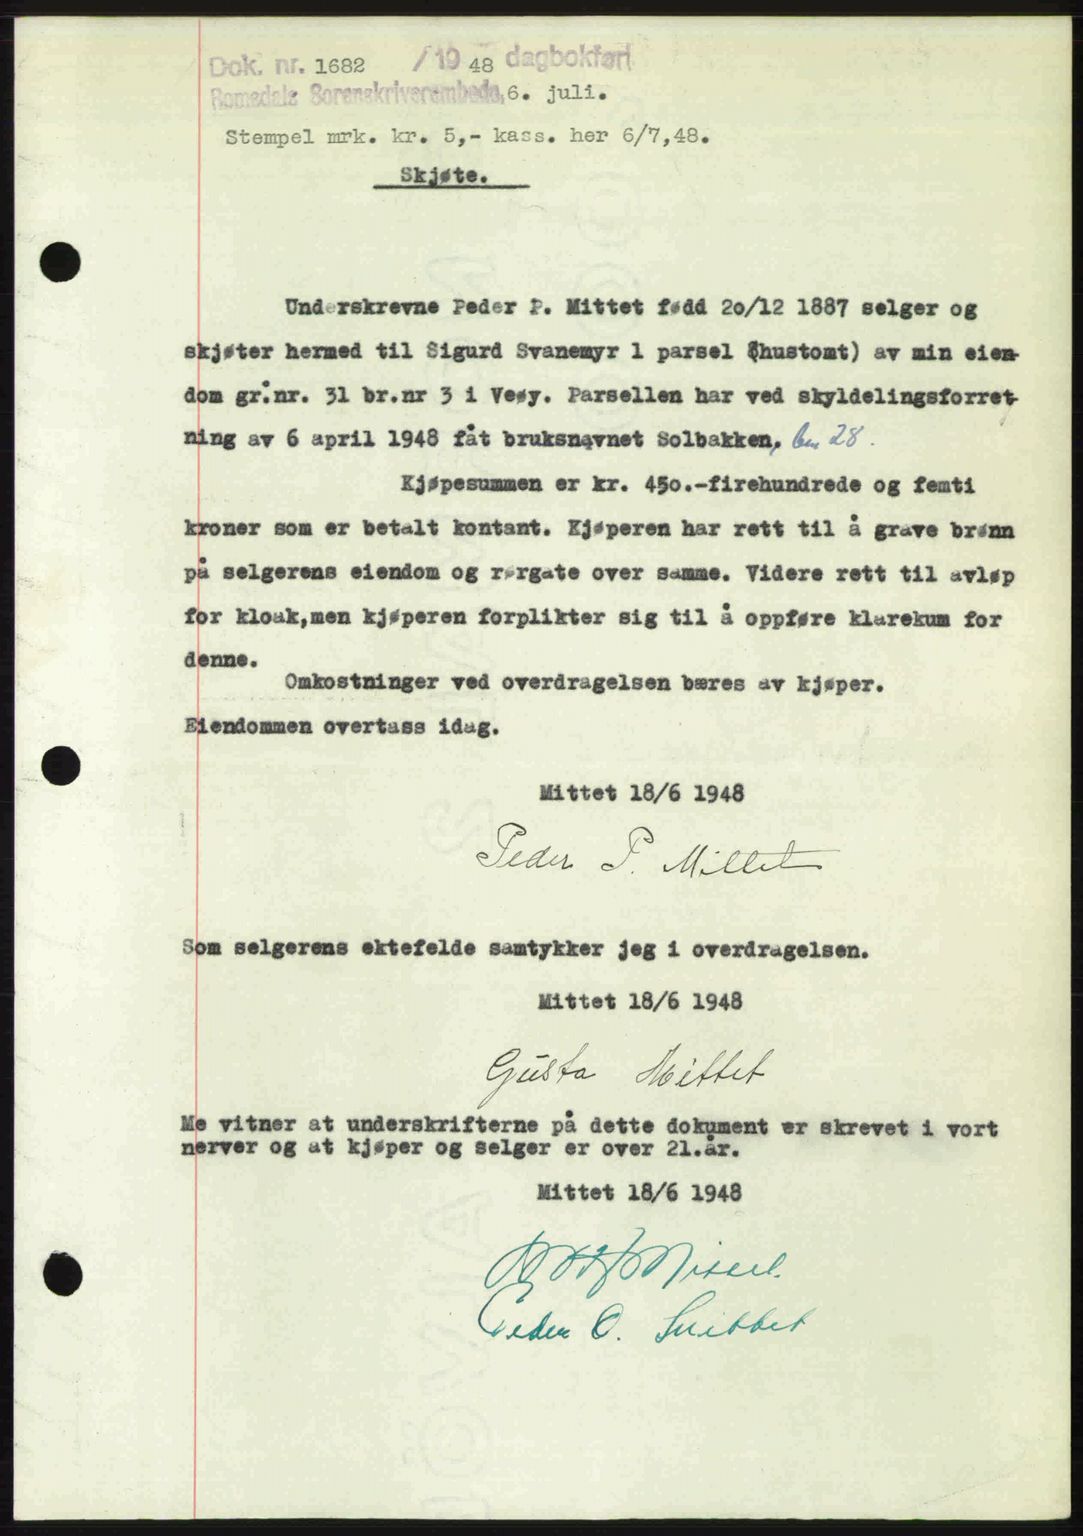 Dok. nr. 1682 /19 48 dagbokført
Romsdals Sorenskriverembede, 6. juli.
Stempel mrk. kr. 5,- kass. her 6/7,48.
Skjøte.
Underskrevne Peder P. Mittet fødd 20/12 1887 selger og
skjøter hermed til Sigurd Svanemyr 1 parsel (hustomt) av min eien-
dom gr.nr. 31 br.nr 3 i Veøy. Parsellen har ved skyldelingsforret-
ning av 6 april 1948 fåt bruksnavnet Solbakken, bnr 28.
Kjøpesummen er kr. 450.-firehundrede og femti
kroner som er betalt kontant. Kjøperen har rett til å grave brønn
på selgerens eiendom og rørgate over samme. Videre rett til avløp
for kloak,men kjøperen forplikter sig til å oppføre klarekum for
denne.
Omkostninger ved overdragelsen bæres av kjøper.
Eiendommen overtass idag.
Mittet 18/6 1948
Peder P. Mittet
Som selgerens ektefelde samtykker jeg i overdragelsen.
Mittet 18/6 1948
Gusta Mittet
Me vitner at underskrifterne på dette dokument er skrevet i vort
nerver og at kjøper og selger er over 21.år.
Mittet 18/6 1948
Peder O.